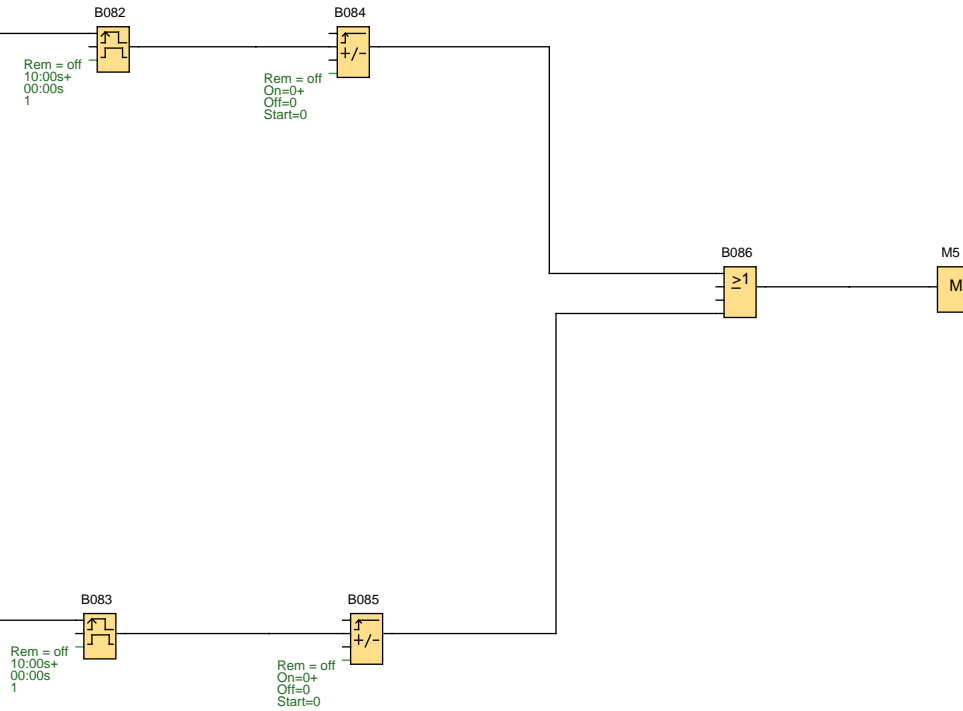 B082
B084
+/-
Rem = off
10:00s+
00:00s
1
Rem = off
On=0+
Off=0
Start=0
B086
M5
≥1
M
B083
B085
+/-
Rem = off
10:00s+
00:00s
1
Rem = off
On=0+
Off=0
Start=0